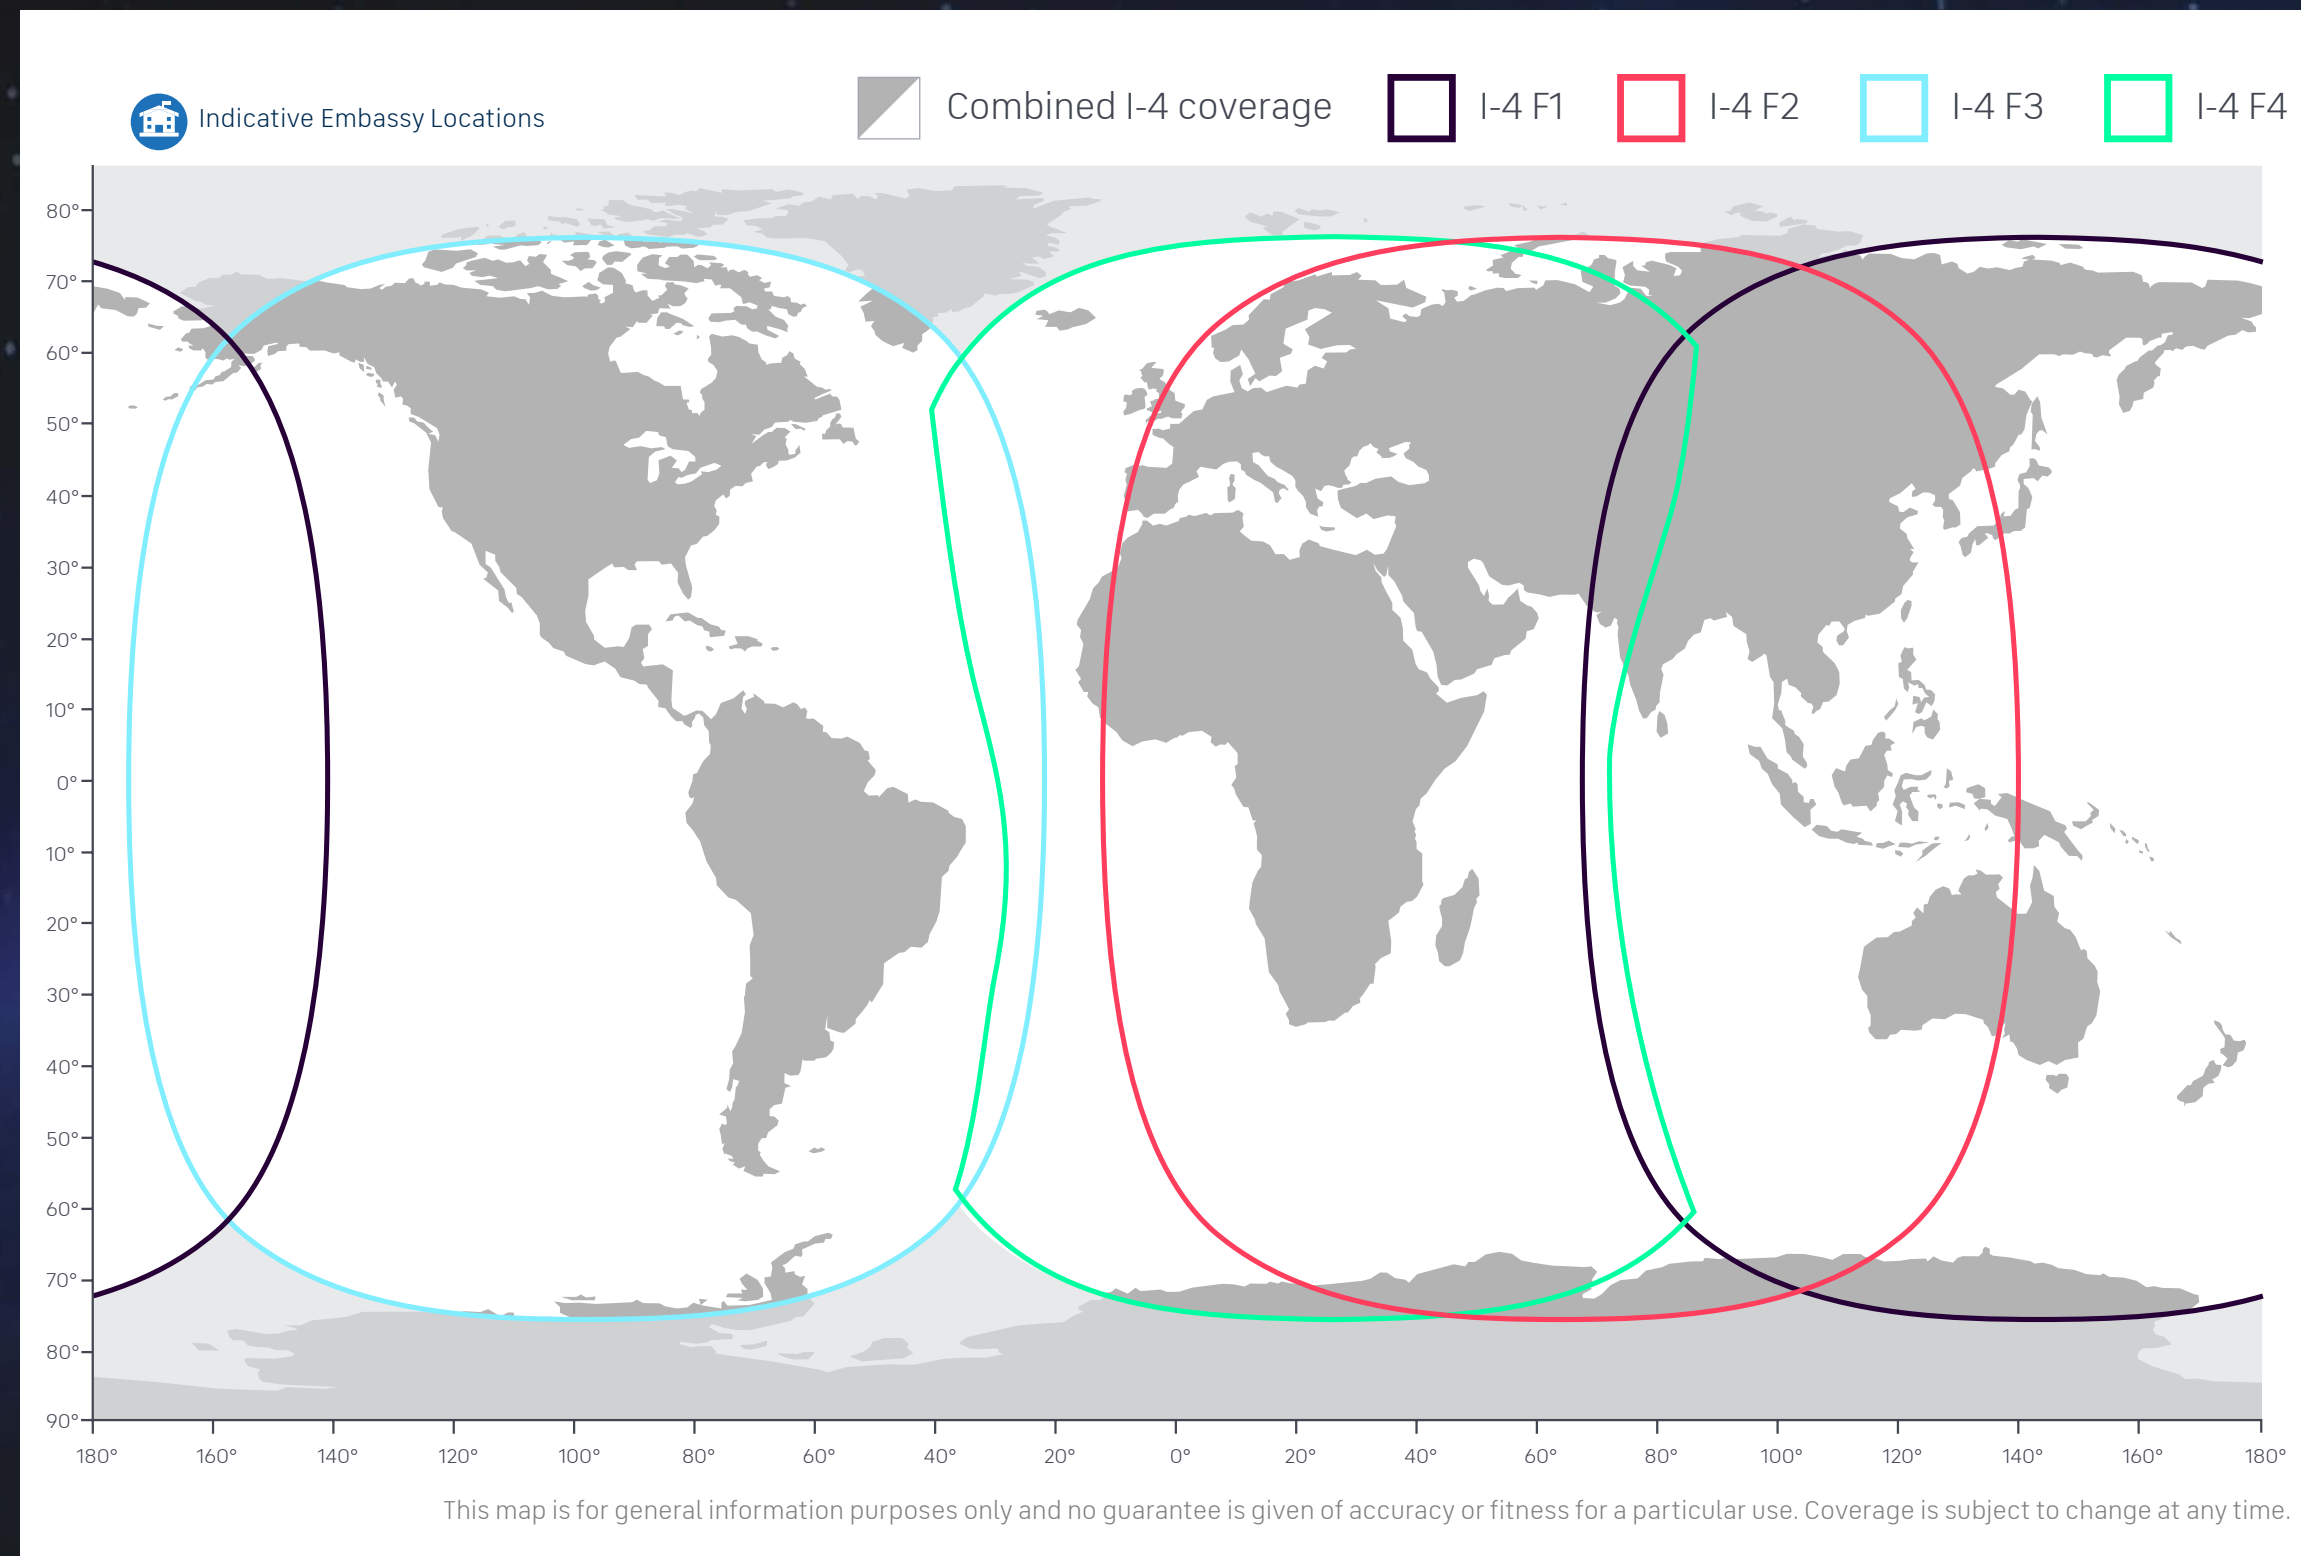 Indicative Embassy Locations
Combined I-4 coverage
I-4 F1
I-4 F2
I-4 F3
I-4 F4
80°
70°
60°
50°
40°
30°
20°
10°
0°
10°
20°
30°
40°
50°
60°
70°
80°
90°
180° 160° 140° 120° 100° 80° 60° 40° 20° 0° 20° 40° 60° 80° 100° 120° 140° 160° 180°
This map is for general information purposes only and no guarantee is given of accuracy or fitness for a particular use. Coverage is subject to change at any time.